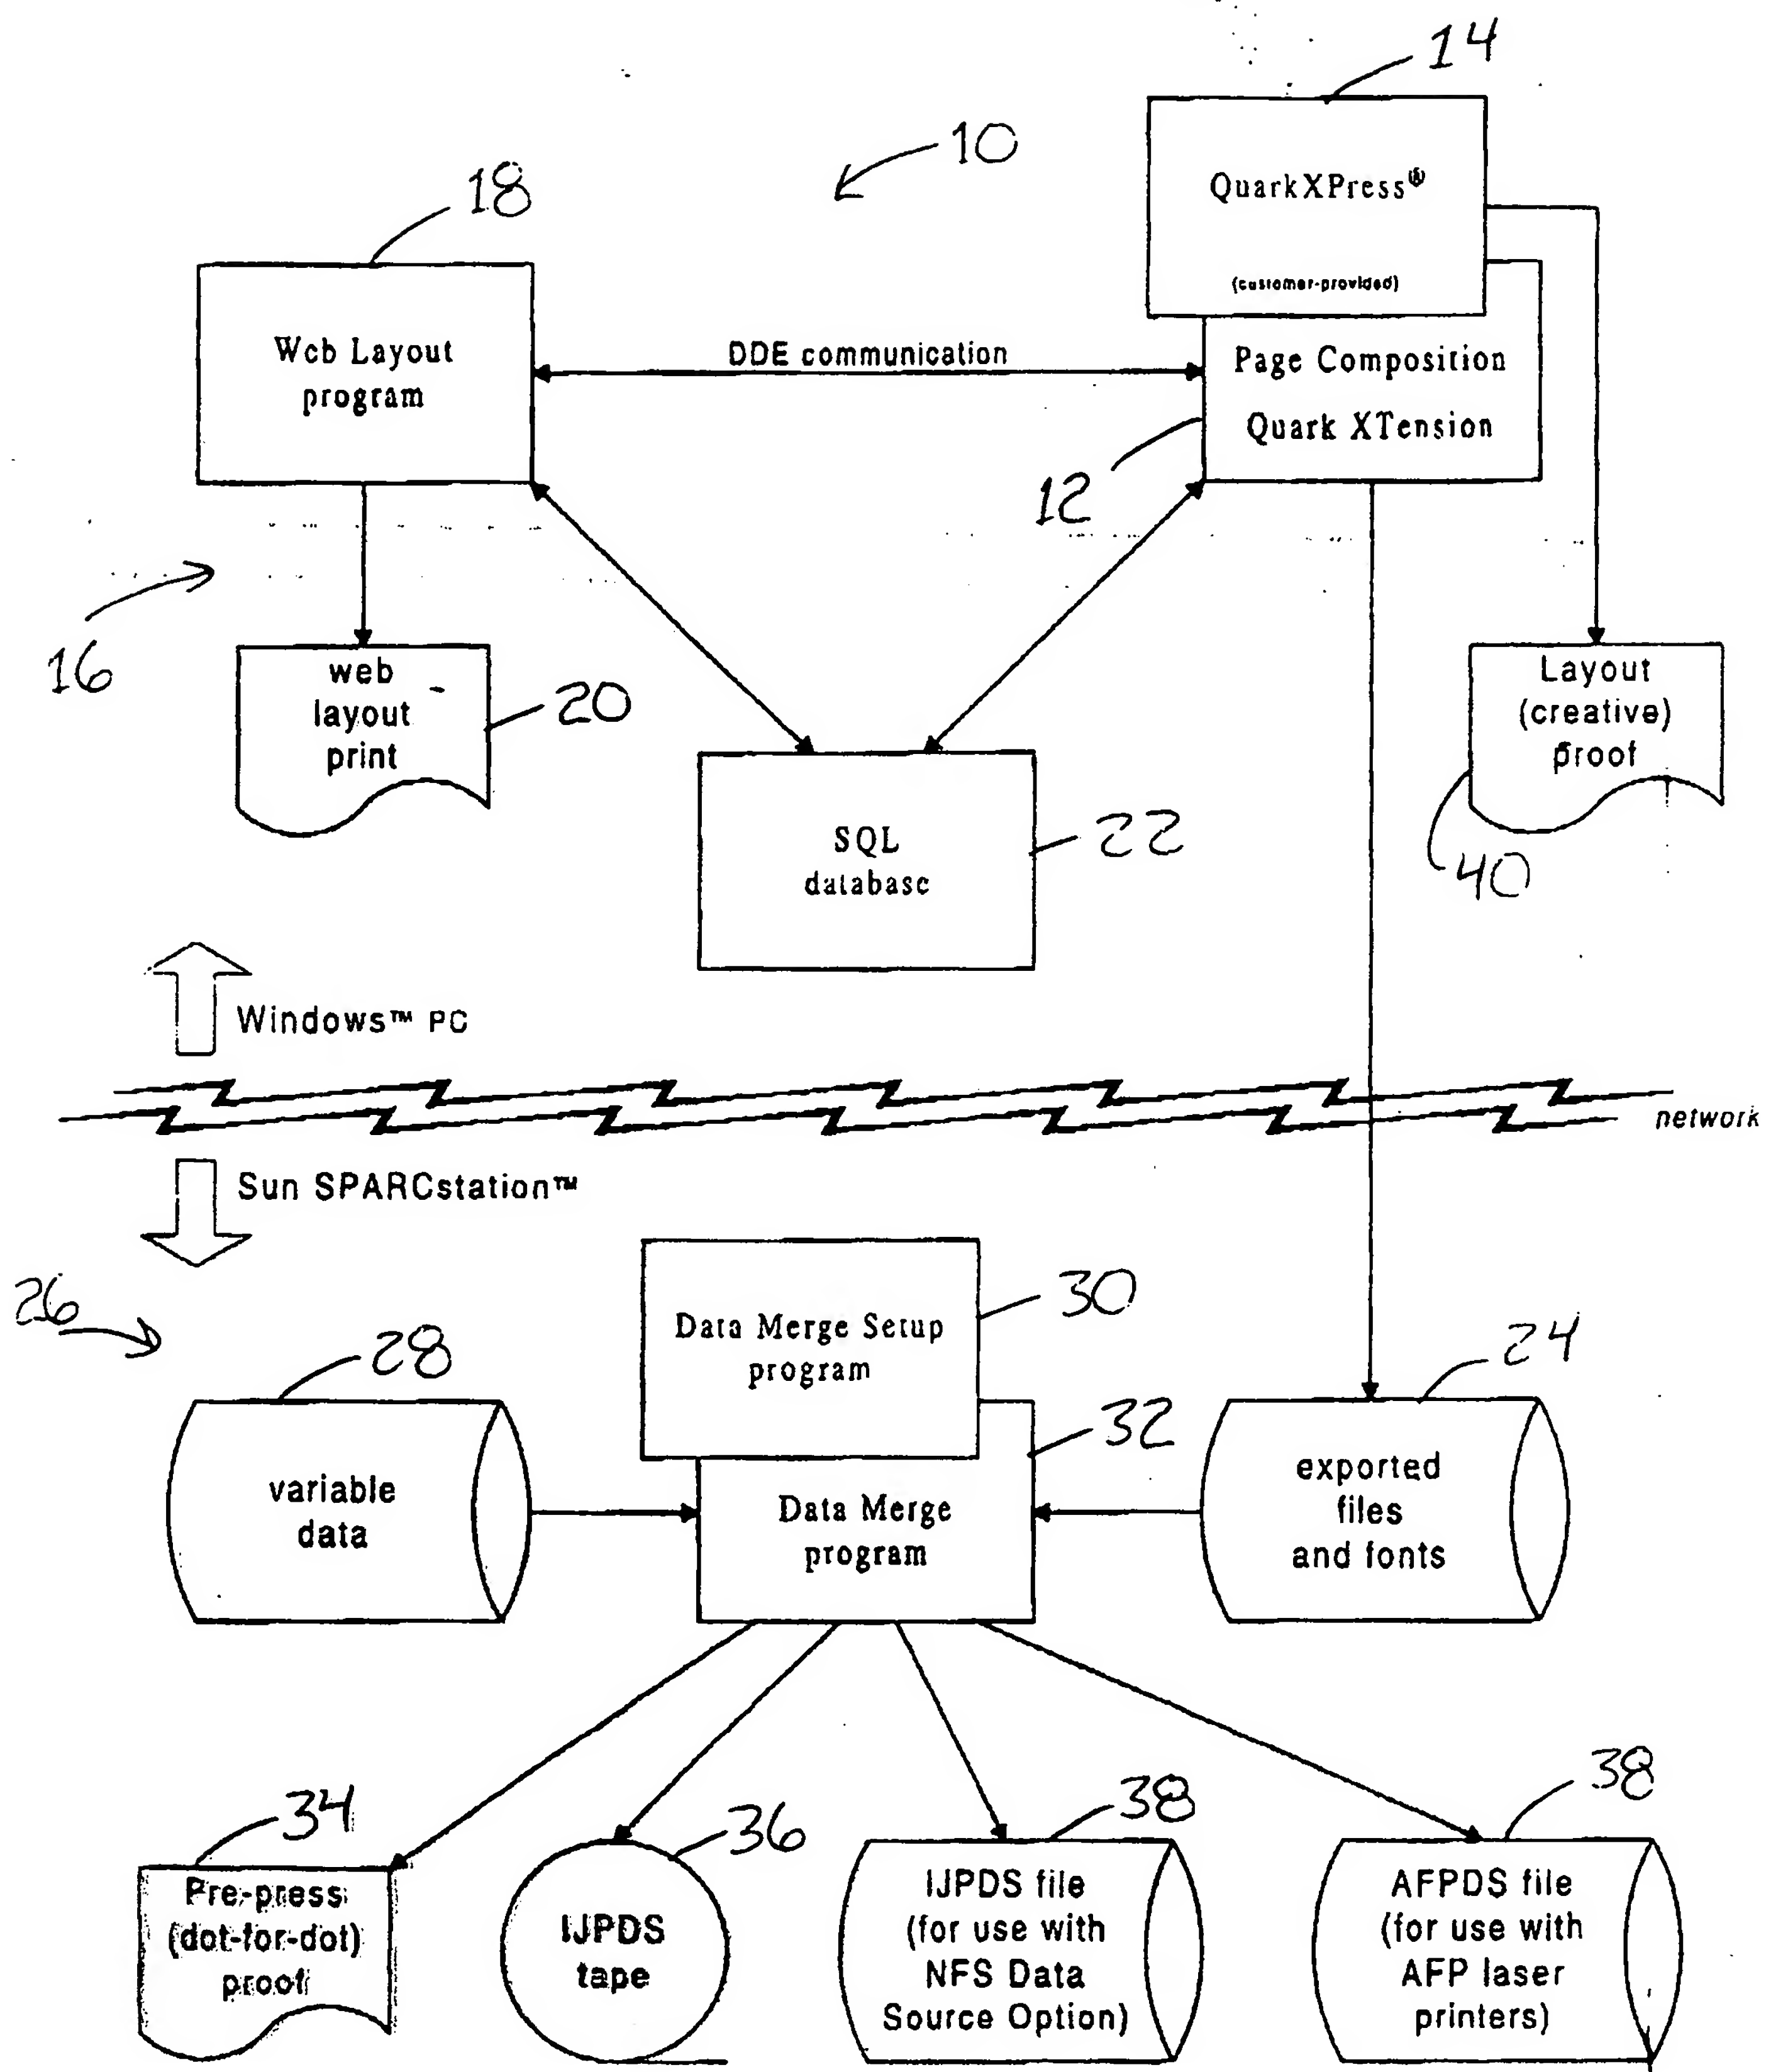 14
10
18
QuarkXPress®
(customer-provided)
Web Layout
program
DDE communication
Page Composition
Quark XTension
12
16
web
layout
print
20
Layout
(creative)
proof
40
SQL
database
22
Windows™ PC
network
Sun SPARCstation™
26
28
Data Merge Setup
program
30
24
32
variable
data
Data Merge
program
exported
files
and fonts
34
36
38
38
Pre-press
(dot-for-dot)
proof
IJPDS
tape
IJPDS file
(for use with
NFS Data
Source Option)
AFPDS file
(for use with
AFP laser
printers)